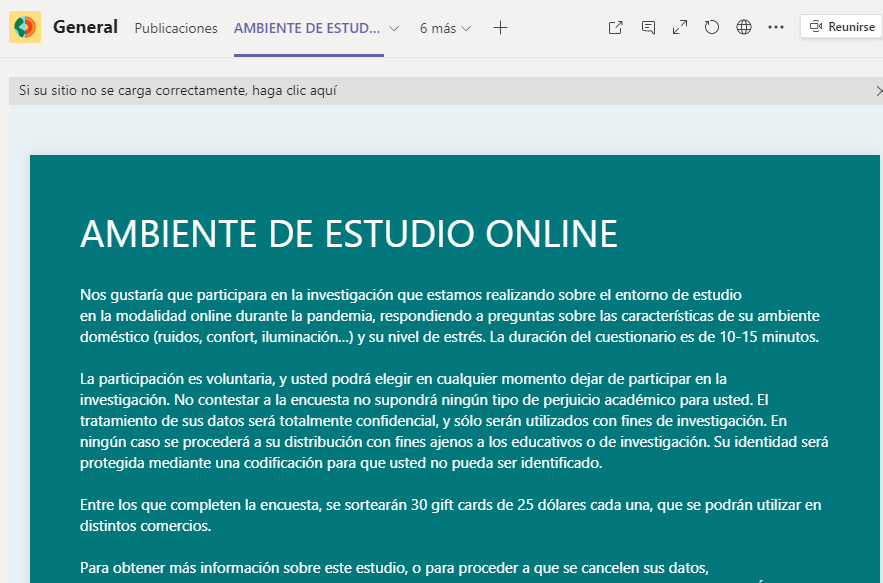 General Publicaciones AMBIENTE DE ESTUD... 6 más Reunirse
Si su sitio no se carga correctamente, haga clic aquí
AMBIENTE DE ESTUDIO ONLINE
Nos gustaría que participara en la investigación que estamos realizando sobre el entorno de estudio
en la modalidad online durante la pandemia, respondiendo a preguntas sobre las características de su ambiente
doméstico (ruidos, confort, iluminación...) y su nivel de estrés. La duración del cuestionario es de 10-15 minutos.
La participación es voluntaria, y usted podrá elegir en cualquier momento dejar de participar en la
investigación. No contestar a la encuesta no supondrá ningún tipo de perjuicio académico para usted. El
tratamiento de sus datos será totalmente confidencial, y sólo serán utilizados con fines de investigación. En
ningún caso se procederá a su distribución con fines ajenos a los educativos o de investigación. Su identidad será
protegida mediante una codificación para que usted no pueda ser identificado.
Entre los que completen la encuesta, se sortearán 30 gift cards de 25 dólares cada una, que se podrán utilizar en
distintos comercios.
Para obtener más información sobre este estudio, o para proceder a que se cancelen sus datos,